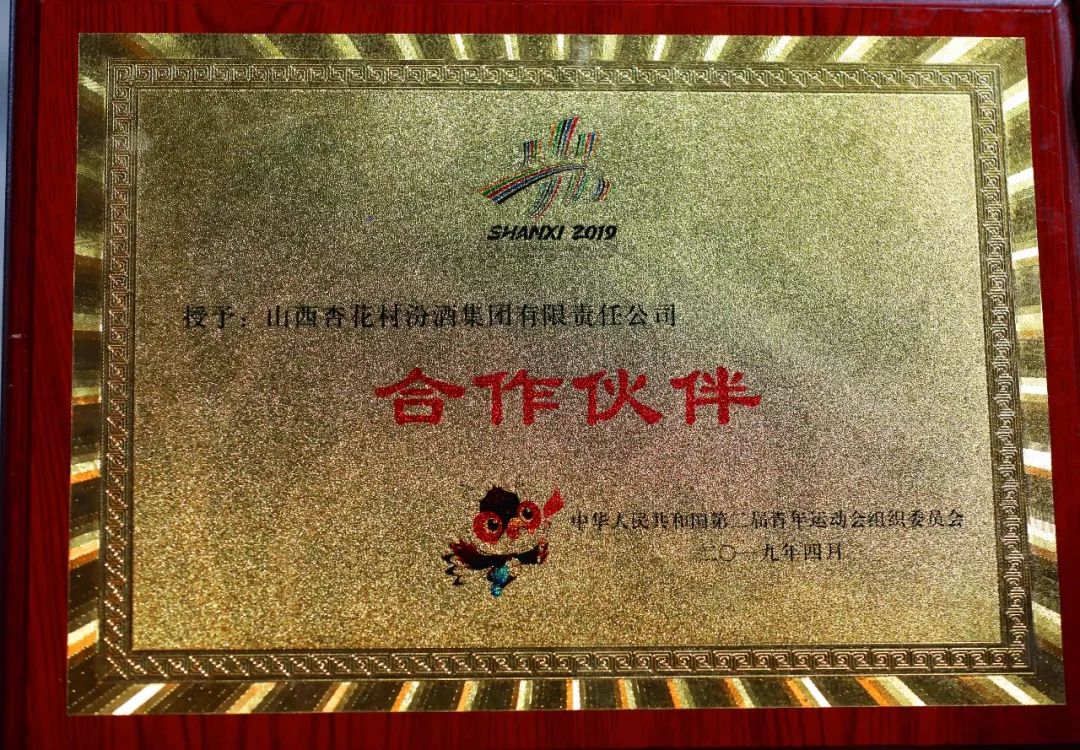 SHANXI 2019
授予：山西杏花村汾酒集团有限责任公司
合作伙伴
中华人民共和国第二届青年运动会组织委员会
二〇一九年四月